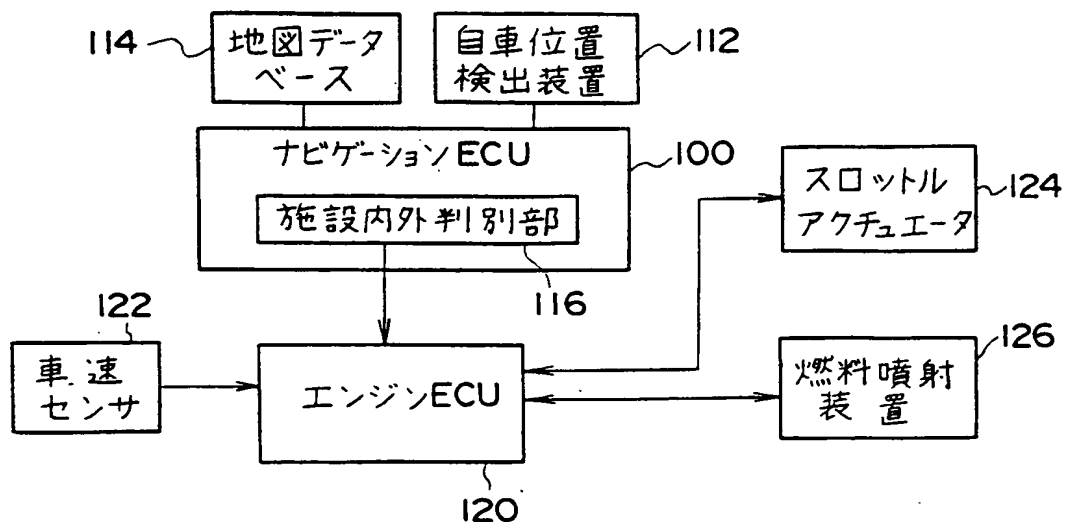 114
地図データ
ベース
自車位置
検出装置
112
ナビゲーションECU
100
施設内外判別部
116
スロットル
アクチュエータ
124
122
車速
センサ
エンジンECU
120
燃料噴射
装置
126